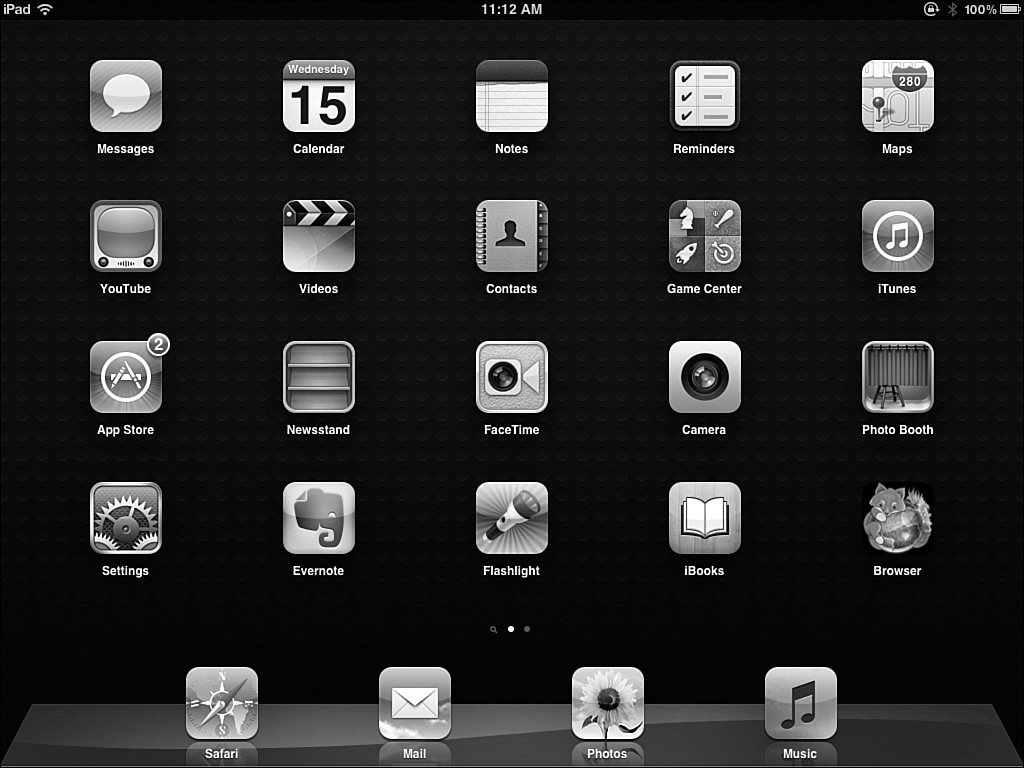 iPad 11:12 AM 100%
Wednesday
15
280
Messages Calendar Notes Reminders Maps
YouTube Videos Contacts Game Center iTunes
2
App Store Newsstand FaceTime Camera Photo Booth
Settings Evernote Flashlight iBooks Browser
N
E
S
Safari Mail Photos Music